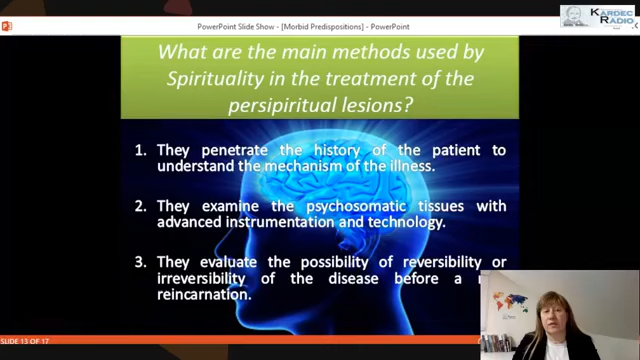 PowerPoint Slide Show - [Morbid Predispositions] - PowerPoint
KARDEC
RADIO
What are the main methods used by
Spirituality in the treatment of the
persipiritual lesions?
1. They penetrate the history of the patient to
understand the mechanism of the illness.
2. They examine the psychosomatic tissues with
advanced instrumentation and technology.
3. They evaluate the possibility of reversibility or
irreversibility of the disease before a
reincarnation.
SLIDE 13 OF 17